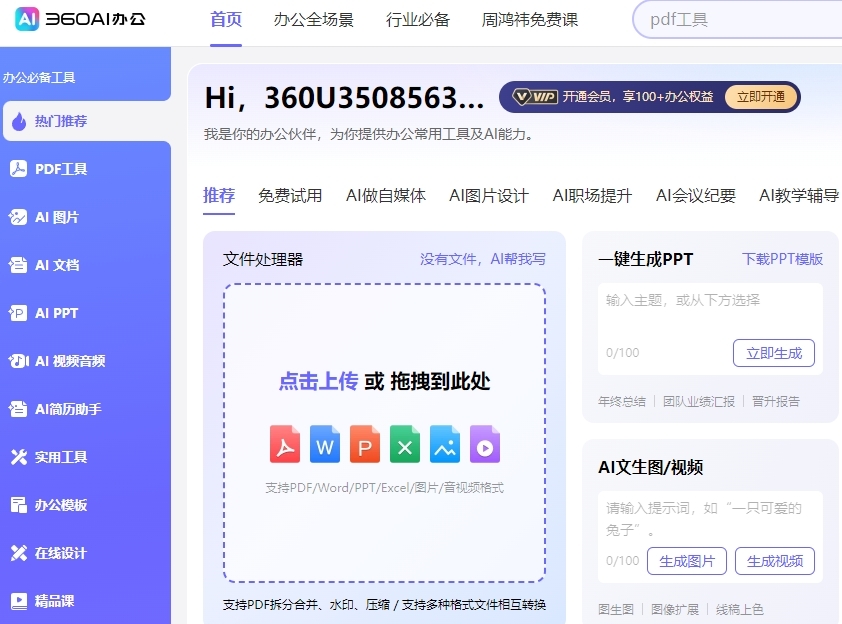 AI 360AI办公
首页 办公全场景 行业必备 周鸿祎免费课 pdf工具
办公必备工具
热门推荐
PDF工具
AI 图片
AI 文档
AI PPT
AI 视频音频
AI简历助手
实用工具
办公模板
在线设计
精品课
Hi，360U3508563... VIP 开通会员，享100+办公权益 立即开通
我是你的办公伙伴，为你提供办公常用工具及AI能力。
推荐 免费试用 AI做自媒体 AI图片设计 AI职场提升 AI会议纪要 AI教学辅导
文件处理器 没有文件，AI帮我写
点击上传 或 拖拽到此处
W P
支持PDF/Word/PPT/Excel/图片/音视频格式
支持PDF拆分合并、水印、压缩 / 支持多种格式文件相互转换
一键生成PPT 下载PPT模版
输入主题，或从下方选择
0/100 立即生成
年终总结 | 团队业绩汇报 | 晋升报告
AI文生图/视频
请输入提示词，如“一只可爱的
兔子”。
0/100 生成图片 生成视频
图生图 | 图像扩展 | 线稿上色